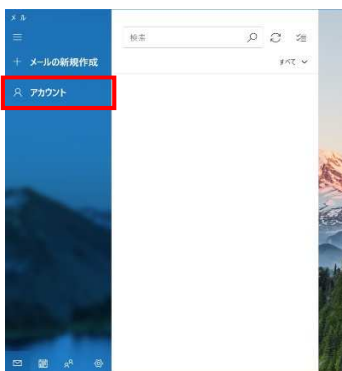 メール
検索
＋ メールの新規作成
すべて
アカウント